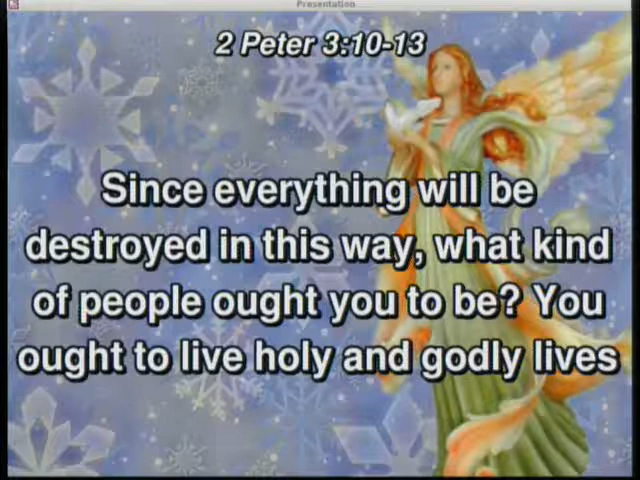 Presentation
2 Peter 3:10-13
Since everything will be
destroyed in this way, what kind
of people ought you to be? You
ought to live holy and godly lives